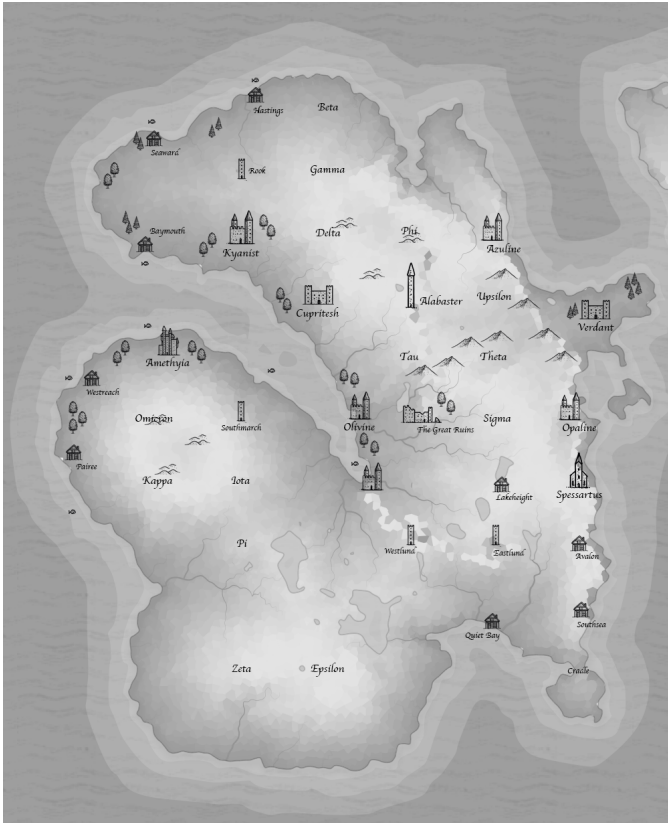 Hastings
Beta
Seaward
Rook
Gamma
Baymouth
Kyanist
Delta
Phi
Azuline
Cupritesh
Alabaster
Upsilon
Verdant
Amethyia
Tau
Theta
Westreach
Omicron
Southmarch
Olivine
The Great Ruins
Sigma
Opaline
Pairee
Kappa
Iota
Lakeheight
Spessartus
Pi
Westlund
Eastlund
Avalon
Southsea
Quiet Bay
Zeta
Epsilon
Cradle